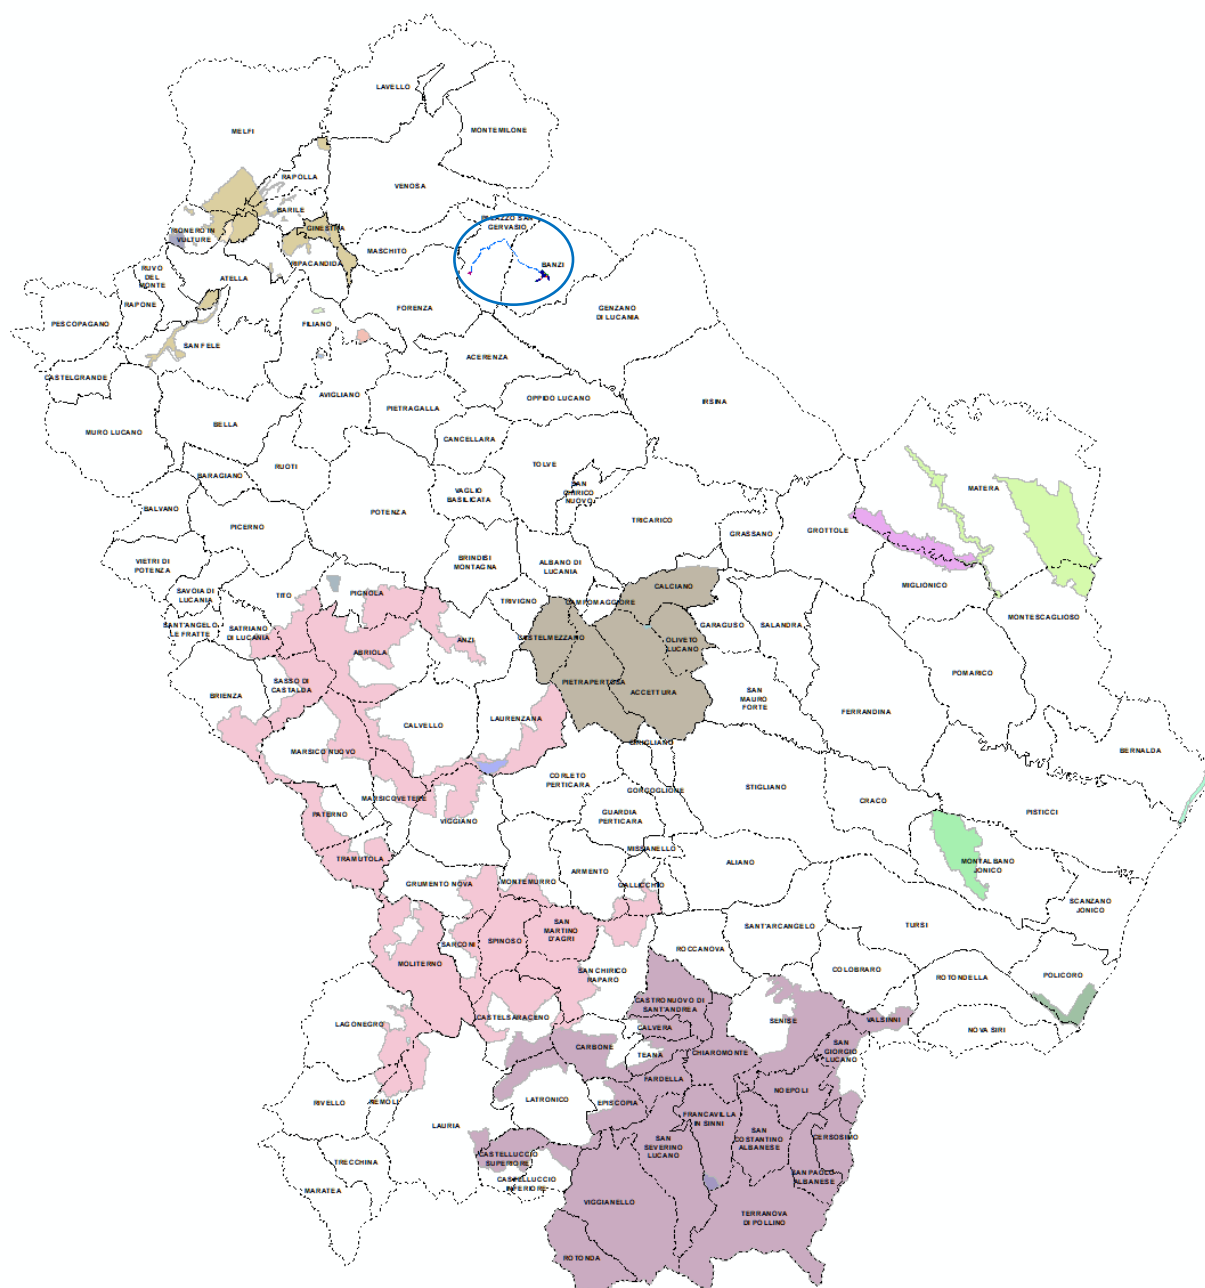 LAVELLO
MELFI
MONTEMILONE
RAPOLLA
VENOSA
BARILE
PALAZZO SAN
GERVASIO
RIONERO IN
VULTURE
GINESTRA
MASCHITO
BANZI
RIPACANDIDA
RUVO
DEL
MONTE
ATELLA
RAPONE
FORENZA
GENZANO
DI LUCANIA
PESCOPAGANO
FILIANO
SAN FELE
ACERENZA
CASTELGRANDE
AVIGLIANO
OPPIDO LUCANO
IRSINA
PIETRAGALLA
BELLA
MURO LUCANO
CANCELLARA
TOLVE
RUOTI
BARAGIANO
SAN
CHIRICO
NUOVO
VAGLIO
BASILICATA
MATERA
BALVANO
POTENZA
TRICARICO
PICERNO
GRASSANO
GROTTOLE
VIETRI DI
POTENZA
BRINDISI
MONTAGNA
ALBANO DI
LUCANIA
CALCIANO
MIGLIONICO
SAVOIA DI
LUCANIA
TITO
PIGNOLA
TRIVIGNO
CAMPOMAGGIORE
MONTESCAGLIOSO
SANT'ANGELO
LE FRATTE
SATRIANO
DI LUCANIA
GARAGUSO
SALANDRA
ANZI
CASTELMEZZANO
OLIVETO
LUCANO
ABRIOLA
POMARICO
SASSO DI
CASTALDA
PIETRAPERTOSA
BRIENZA
ACCETTURA
SAN
MAURO
FORTE
FERRANDINA
LAURENZANA
CALVELLO
CIRIGLIANO
MARSICO NUOVO
BERNALDA
CORLETO
PERTICARA
GORGOGLIONE
STIGLIANO
MARSICOVETERE
CRACO
PATERNO
VIGGIANO
GUARDIA
PERTICARA
PISTICCI
MISSANELLO
TRAMUTOLA
ARMENTO
ALIANO
MONTALBANO
JONICO
GRUMENTO NOVA
MONTEMURRO
GALLICCHIO
SCANZANO
JONICO
SAN
MARTINO
D'AGRI
SANT'ARCANGELO
TURSI
SARCONI
SPINOSO
ROCCANOVA
MOLITERNO
SAN CHIRICO
RAPARO
COLOBRARO
ROTONDELLA
POLICORO
CASTRONUOVO DI
SANT'ANDREA
LAGONEGRO
CASTELSARACENO
CALVERA
SENISE
VALSINNI
NOVA SIRI
CARBONE
TEANA
CHIAROMONTE
SAN
GIORGIO
LUCANO
FARDELLA
NOEPOLI
RIVELLO
NEMOLI
LATRONICO
EPISCOPIA
FRANCAVILLA
IN SINNI
LAURIA
SAN
SEVERINO
LUCANO
SAN
COSTANTINO
ALBANESE
CERSOSIMO
TRECCHINA
CASTELLUCCIO
SUPERIORE
SAN PAOLO
ALBANESE
MARATEA
CASTELLUCCIO
INFERIORE
VIGGIANELLO
TERRANOVA
DI POLLINO
ROTONDA